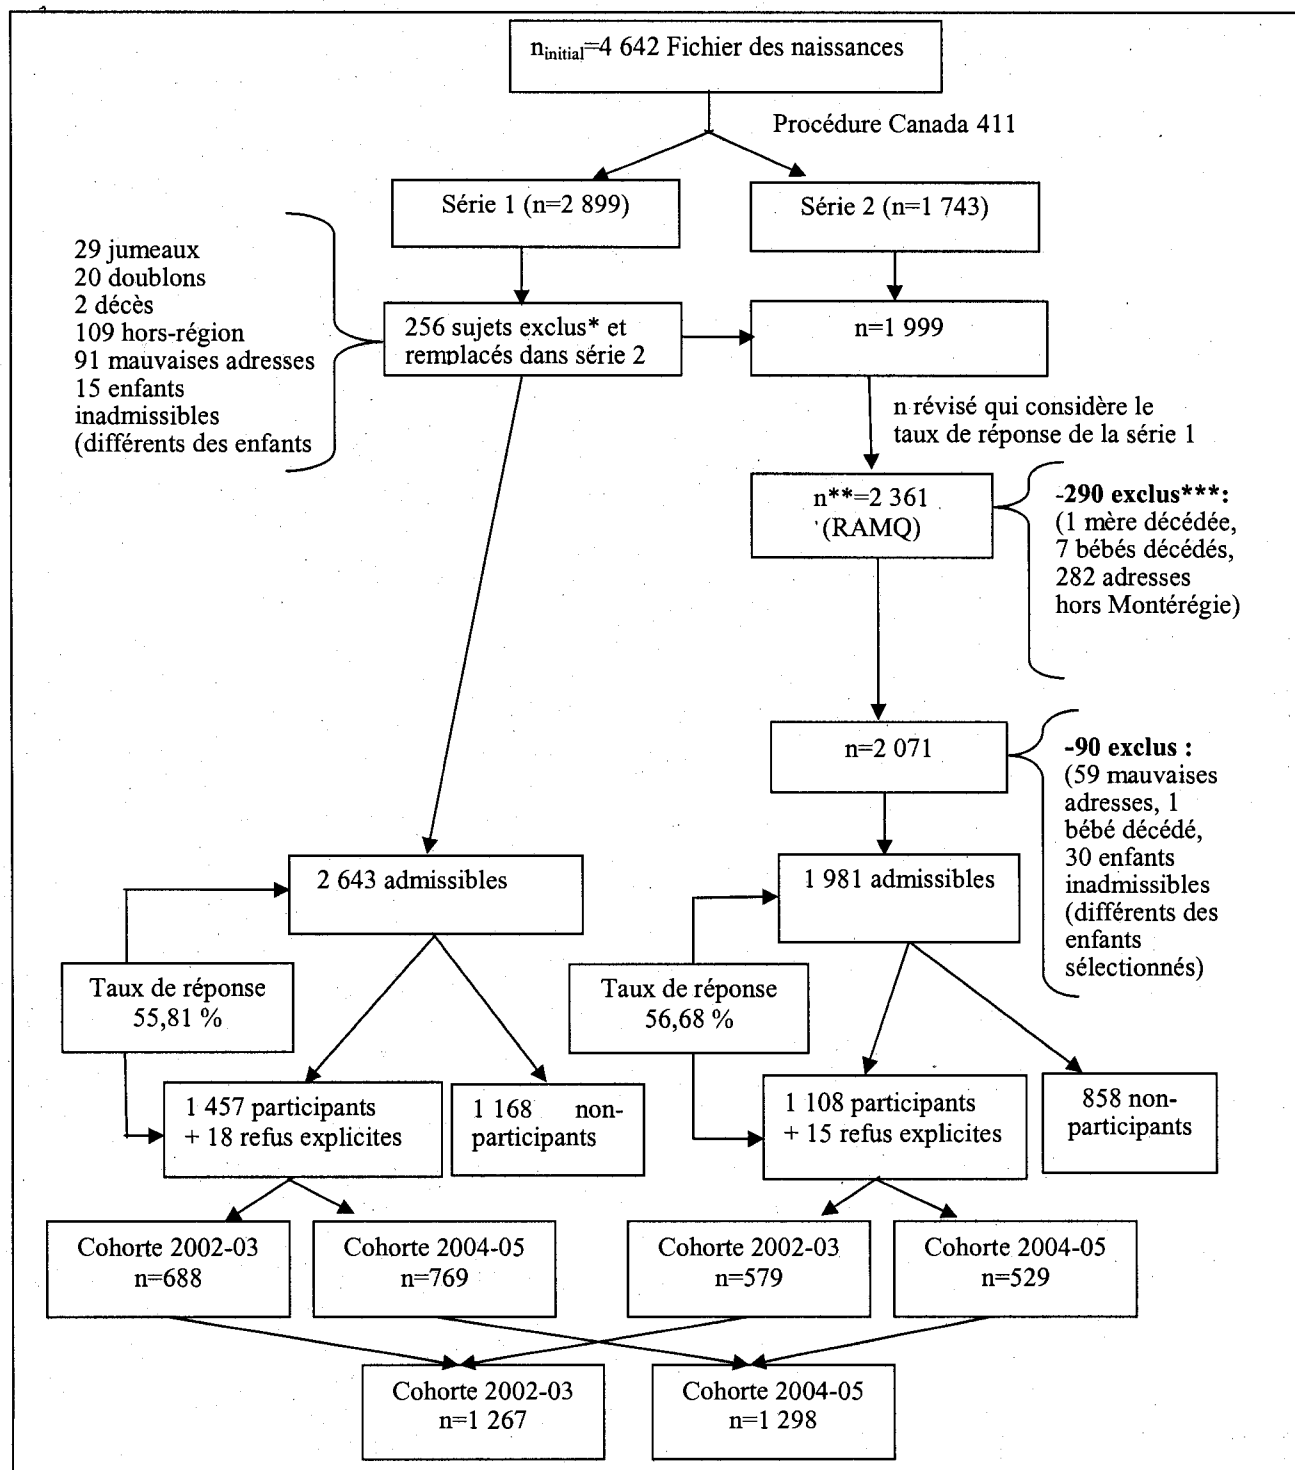 n_initial=4 642 Fichier des naissances
Procédure Canada 411
Série 1 (n=2 899)
Série 2 (n=1 743)
29 jumeaux
20 doublons
2 décès
109 hors-région
91 mauvaises adresses
15 enfants
inadmissibles
(différents des enfants
256 sujets exclus* et
remplacés dans série 2
n=1 999
n révisé qui considère le
taux de réponse de la série 1
n**=2 361
(RAMQ)
-290 exclus***:
(1 mère décédée,
7 bébés décédés,
282 adresses
hors Montérégie)
n=2 071
-90 exclus :
(59 mauvaises
adresses, 1
bébé décédé,
30 enfants
inadmissibles
(différents des
enfants
sélectionnés)
2 643 admissibles
1 981 admissibles
Taux de réponse
55,81 %
Taux de réponse
56,68 %
1 457 participants
+ 18 refus explicites
1 168 non-
participants
1 108 participants
+ 15 refus explicites
858 non-
participants
Cohorte 2002-03
n=688
Cohorte 2004-05
n=769
Cohorte 2002-03
n=579
Cohorte 2004-05
n=529
Cohorte 2002-03
n=1 267
Cohorte 2004-05
n=1 298